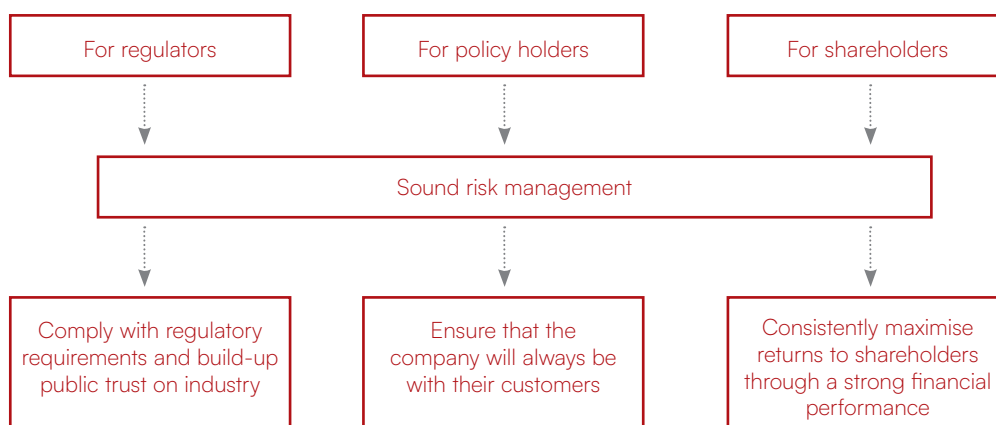 For regulators
For policy holders
For shareholders
Sound risk management
Comply with regulatory
requirements and build-up
public trust on industry
Ensure that the
company will always be
with their customers
Consistently maximise
returns to shareholders
through a strong financial
performance